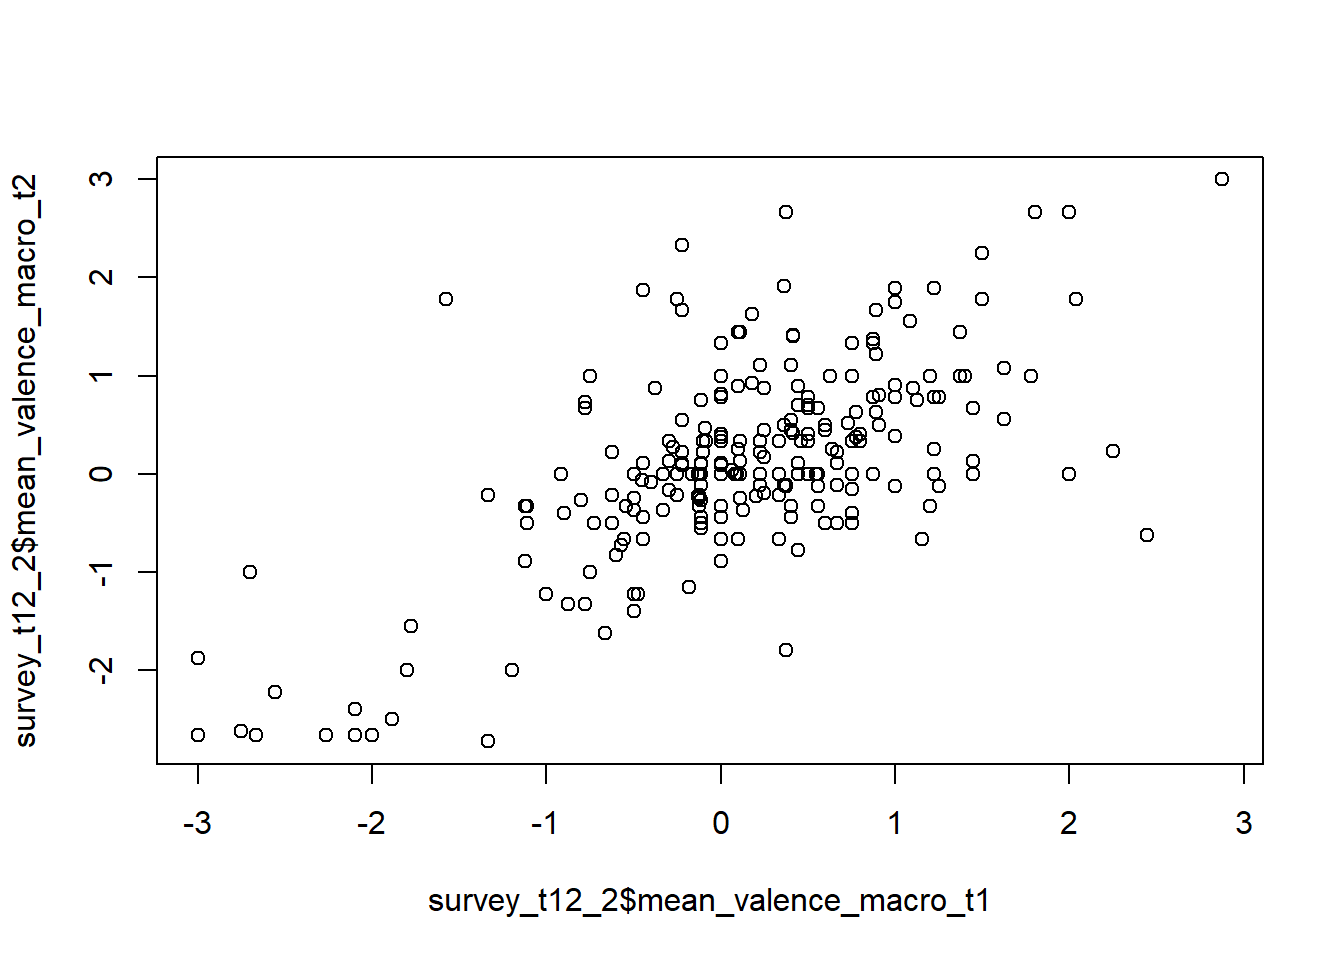 survey_t12_2$mean_valence_macro_t2
3
2
1
0
-1
-2
-3 -2 -1 0 1 2 3
survey_t12_2$mean_valence_macro_t1